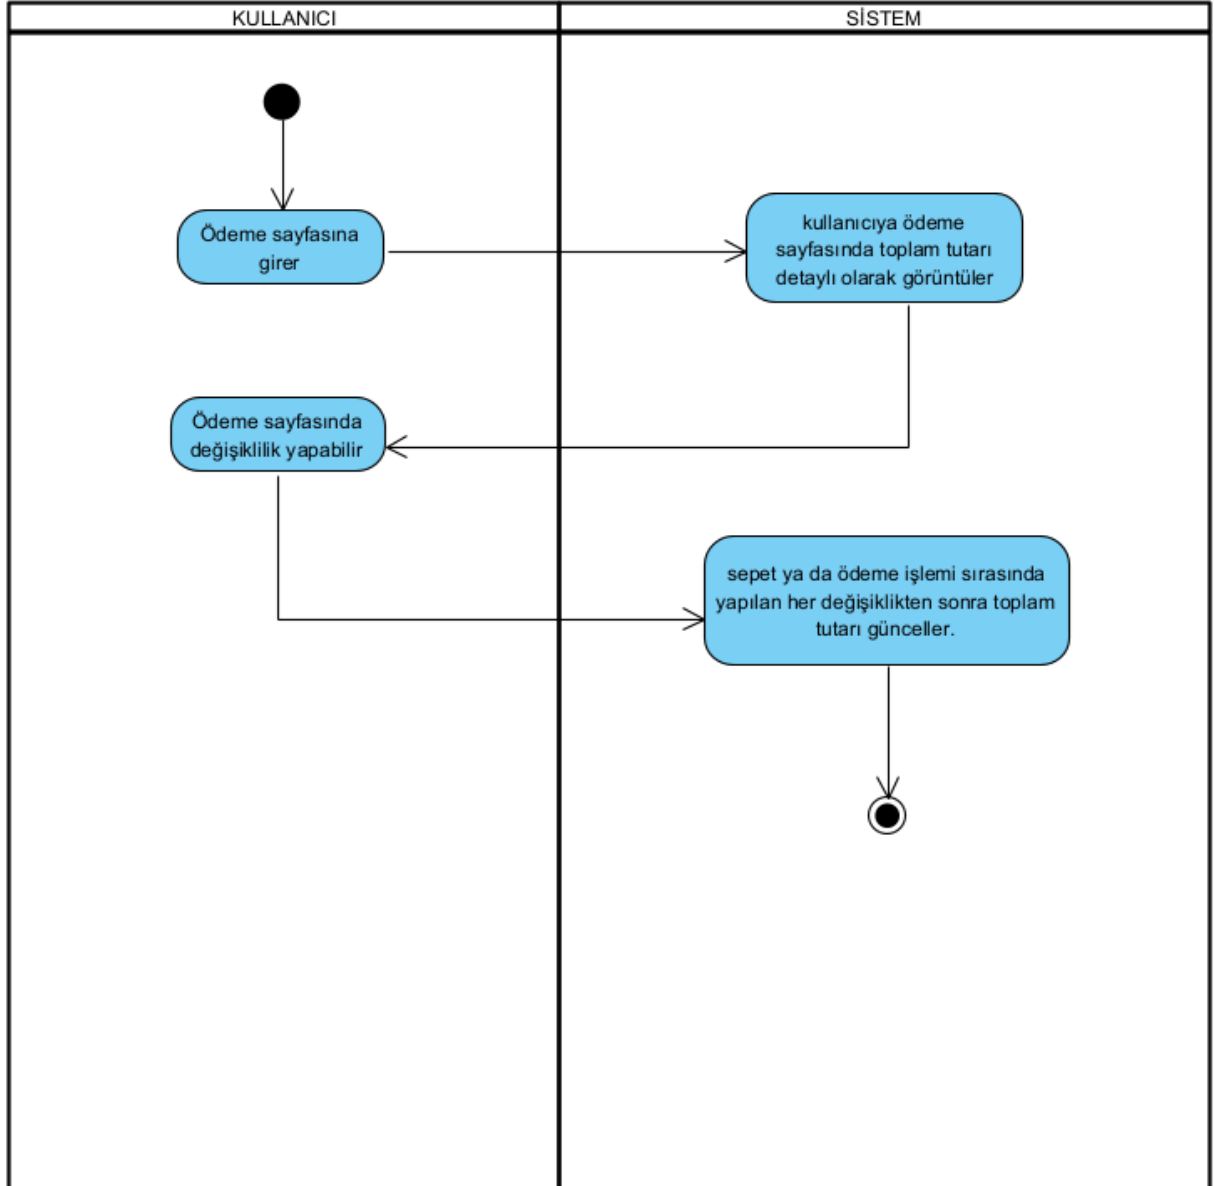 KULLANICI
SİSTEM
Ödeme sayfasına
girer
kullanıcıya ödeme
sayfasında toplam tutarı
detaylı olarak görüntüler
Ödeme sayfasında
değişiklilik yapabilir
sepet ya da ödeme işlemi sırasında
yapılan her değişiklikten sonra toplam
tutarı günceller.